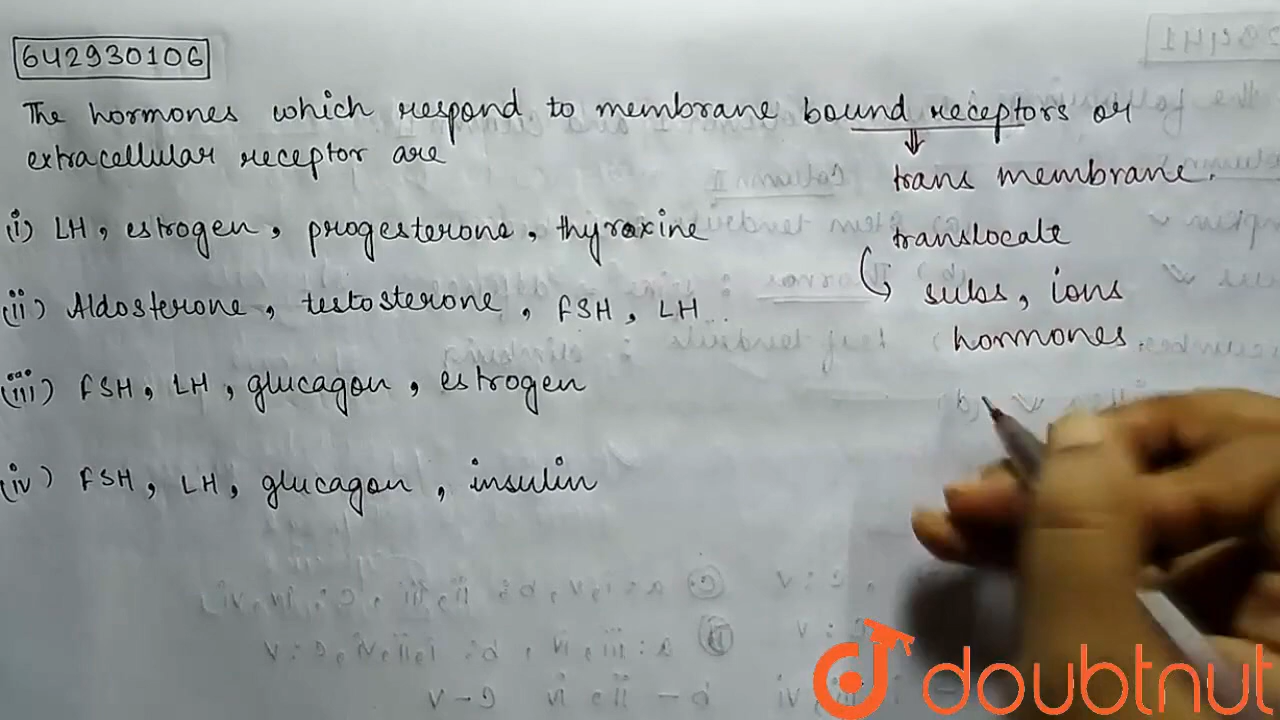 642930106
The hormones which respond to membrane bound receptors or
extracellular receptor are
trans membrane.
(i) LH, estrogen, progesterone, thyroxine
translocate
subs, ions
hormones.
(ii) Aldosterone, testosterone, FSH, LH
(iii) FSH, LH, glucagon, estrogen
(iv) FSH, LH, glucagon, insulin
doubtnut